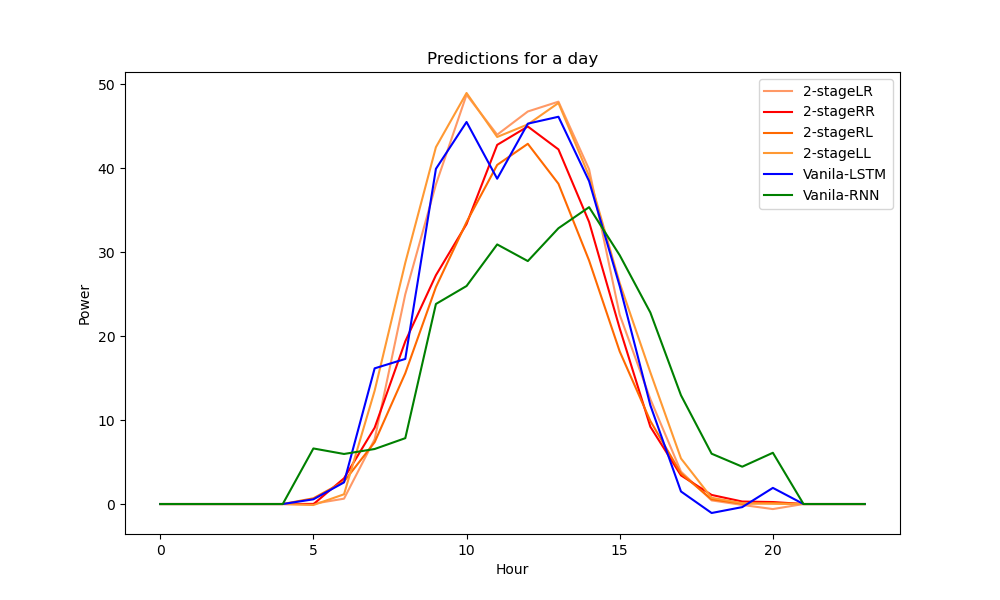 Predictions for a day
50
40
30
20
10
0
Power
0 5 10 15 20
Hour
2-stageLR
2-stageRR
2-stageRL
2-stageLL
Vanila-LSTM
Vanila-RNN